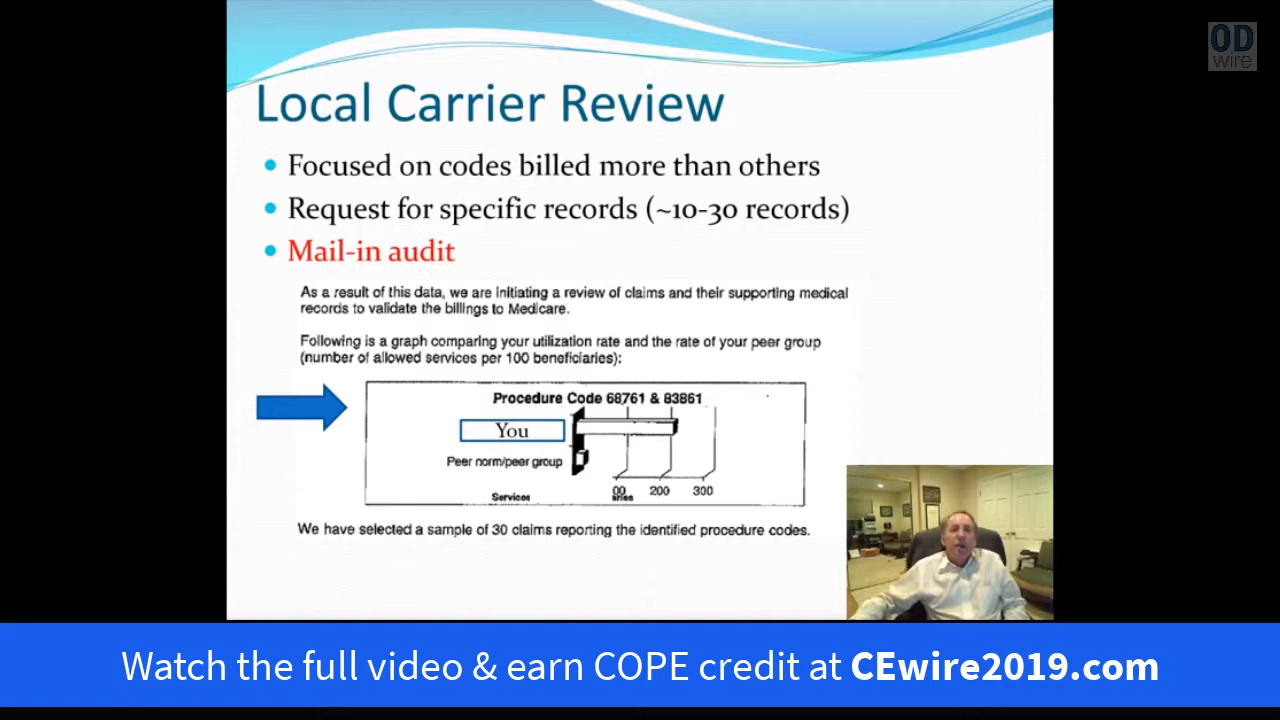 OD
wire
Local Carrier Review
Focused on codes billed more than others
Request for specific records (~10-30 records)
Mail-in audit
As a result of this data, we are initiating a review of claims and their supporting medical
records to validate the billings to Medicare.
Following is a graph comparing your utilization rate and the rate of your peer group
(number of allowed services per 100 beneficiaries):
Procedure Code 68761 & 83861
You
Peer norm/peer group
00 200 300
Services
We have selected a sample of 30 claims reporting the identified procedure codes.
Watch the full video & earn COPE credit at CEwire2019.com